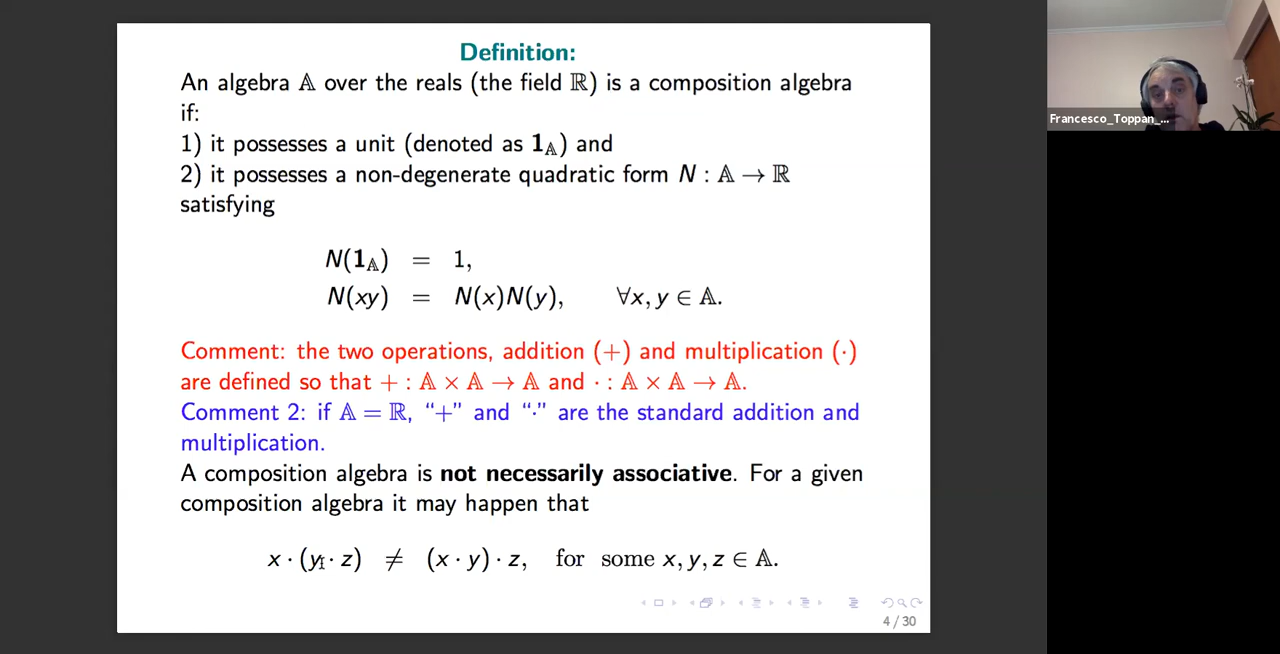 Definition:
An algebra 𝔸 over the reals (the field ℝ) is a composition algebra
if:
1) it possesses a unit (denoted as 1_𝔸) and
2) it possesses a non-degenerate quadratic form N : 𝔸 → ℝ
satisfying
N(1_𝔸) = 1,
N(xy) = N(x)N(y), ∀x, y ∈ 𝔸.
Comment: the two operations, addition (+) and multiplication (·)
are defined so that + : 𝔸 × 𝔸 → 𝔸 and · : 𝔸 × 𝔸 → 𝔸.
Comment 2: if 𝔸 = ℝ, “+” and “·” are the standard addition and
multiplication.
A composition algebra is not necessarily associative. For a given
composition algebra it may happen that
x · (y · z) ≠ (x · y) · z, for some x, y, z ∈ 𝔸.
4 / 30
Francesco_Toppan_...